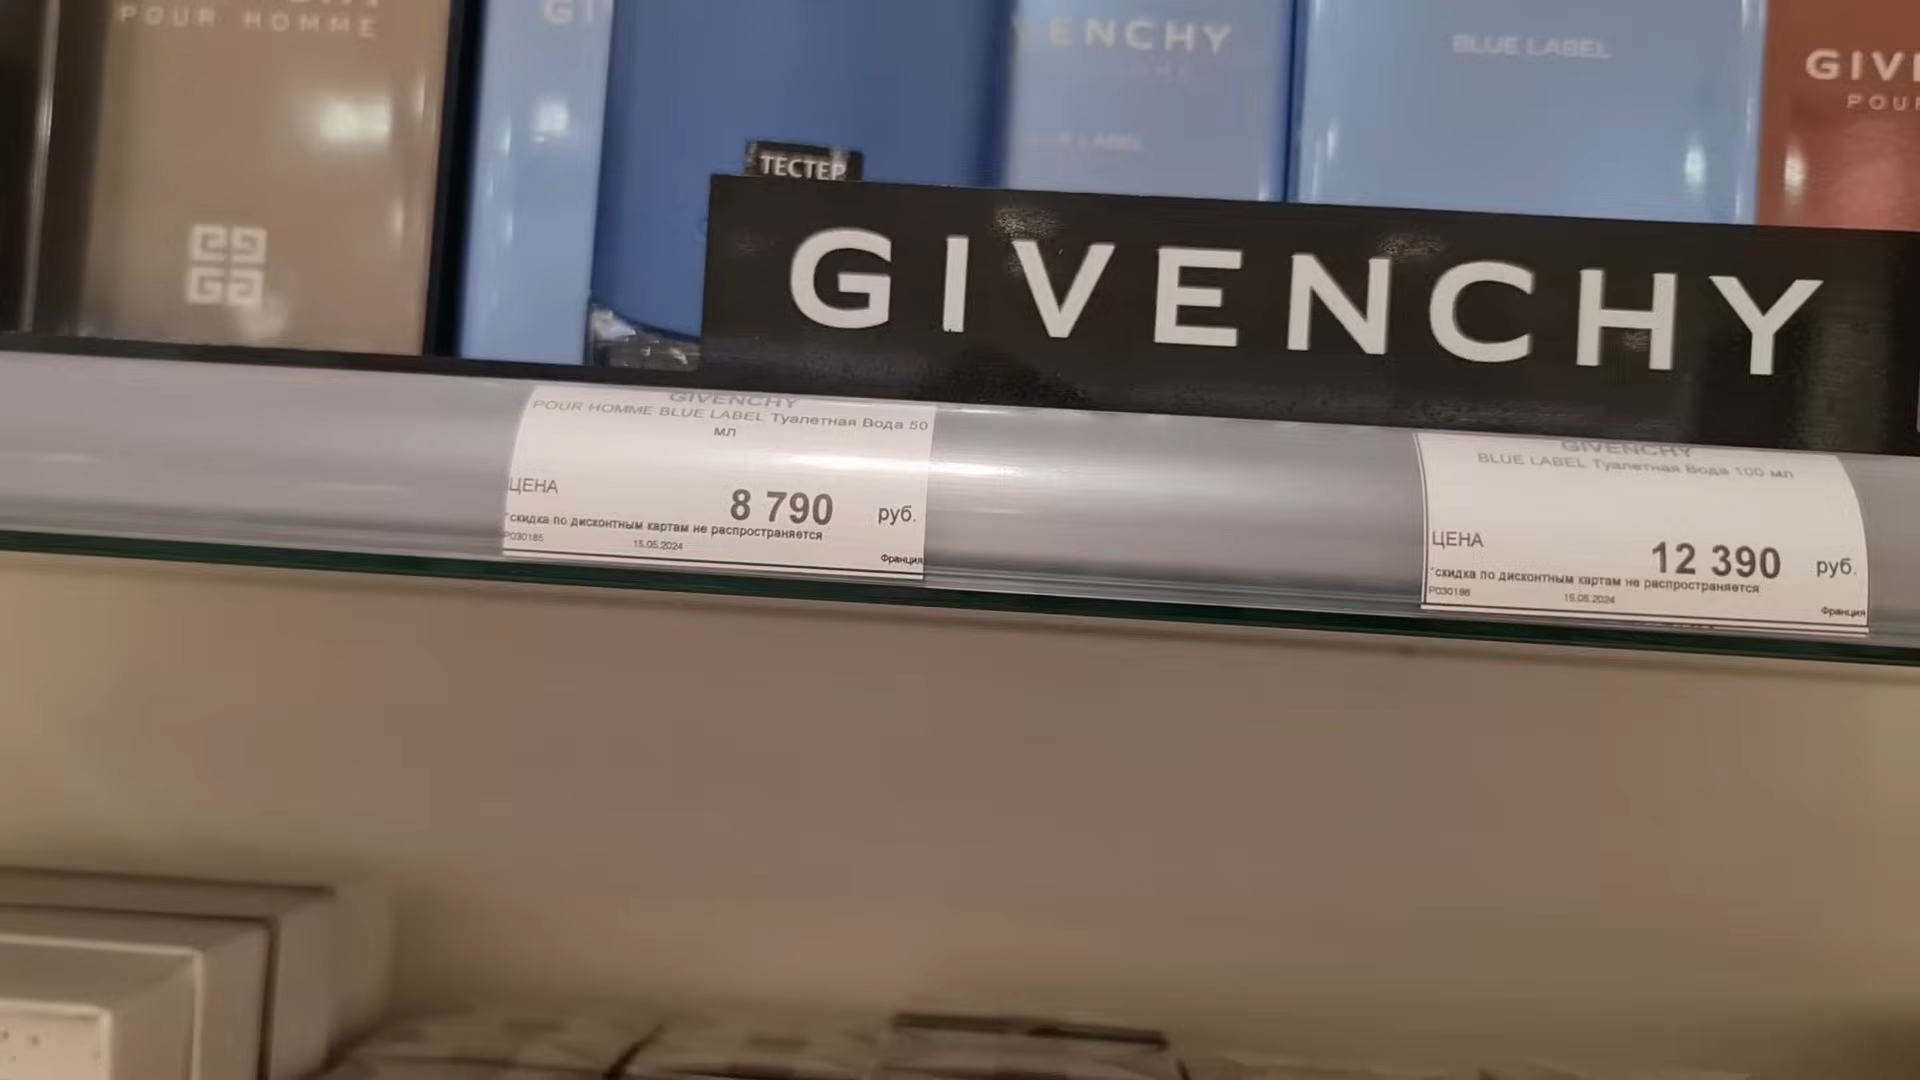 POUR HOMME
GI
ENCHY
BLUE LABEL
GIV
POUR
LABEL
ТЕСТЕР
GIVENCHY
GIVENCHY
POUR HOMME BLUE LABEL Туалетная Вода 50
мл
ЦЕНА
8 790 руб.
*скидка по дисконтным картам не распространяется
P030185 15.05.2024
Франция
GIVENCHY
BLUE LABEL Туалетная Вода 100 мл
ЦЕНА
12 390 руб.
*скидка по дисконтным картам не распространяется
P030186 15.05.2024
Франция